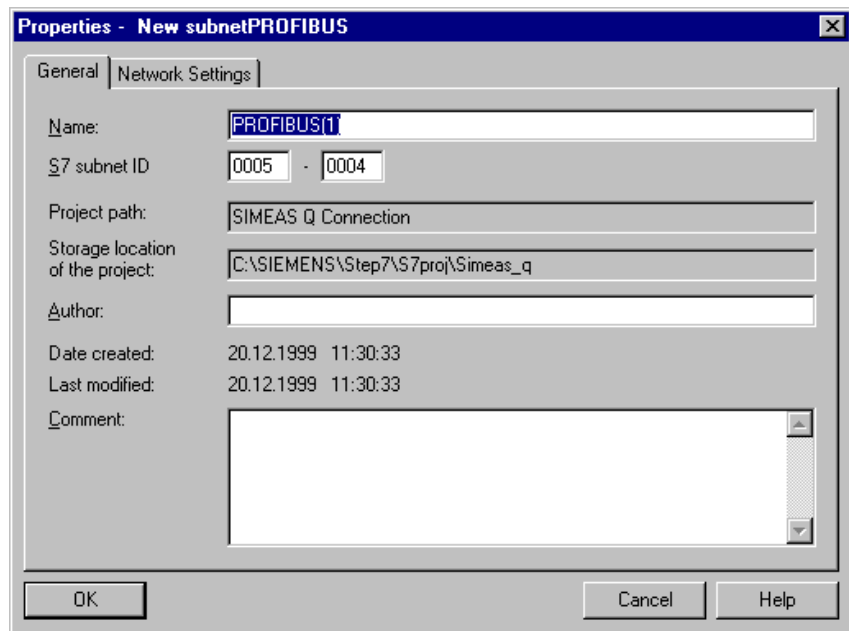 Properties - New subnetPROFIBUS
General Network Settings
Name: PROFIBUS(1)
S7 subnet ID 0005 - 0004
Project path: SIMEAS Q Connection
Storage location
of the project: C:\SIEMENS\Step7\S7proj\Simeas_q
Author:
Date created: 20.12.1999 11:30:33
Last modified: 20.12.1999 11:30:33
Comment:
OK Cancel Help